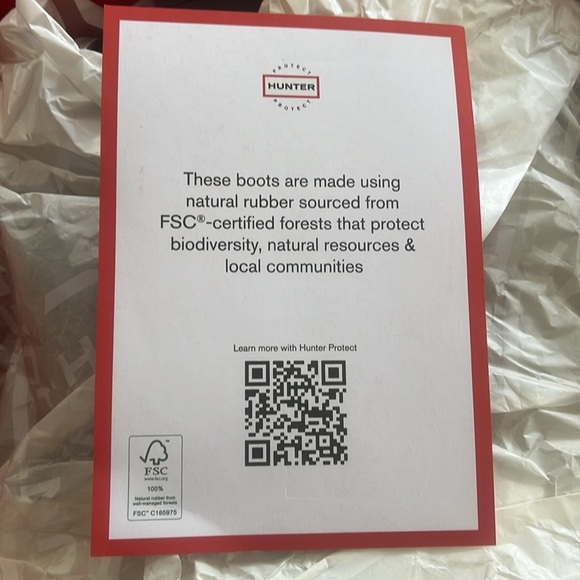 PROTECT
HUNTER
PROTECT
These boots are made using
natural rubber sourced from
FSC®-certified forests that protect
biodiversity, natural resources &
local communities
Learn more with Hunter Protect
FSC
www.fsc.org
100%
Natural rubber from
well-managed forests
FSC™ C165975